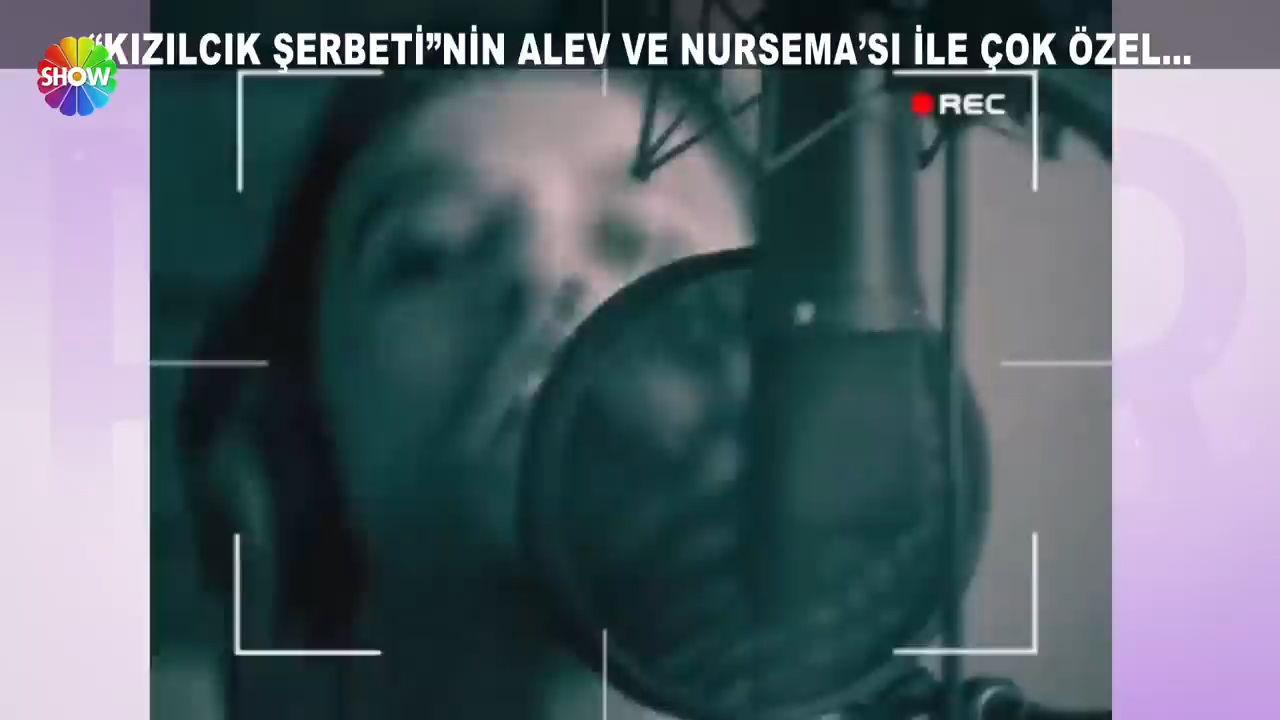 “KIZILCIK ŞERBETİ”NİN ALEV VE NURSEMA’SI İLE ÇOK ÖZEL...
SHOW
REC